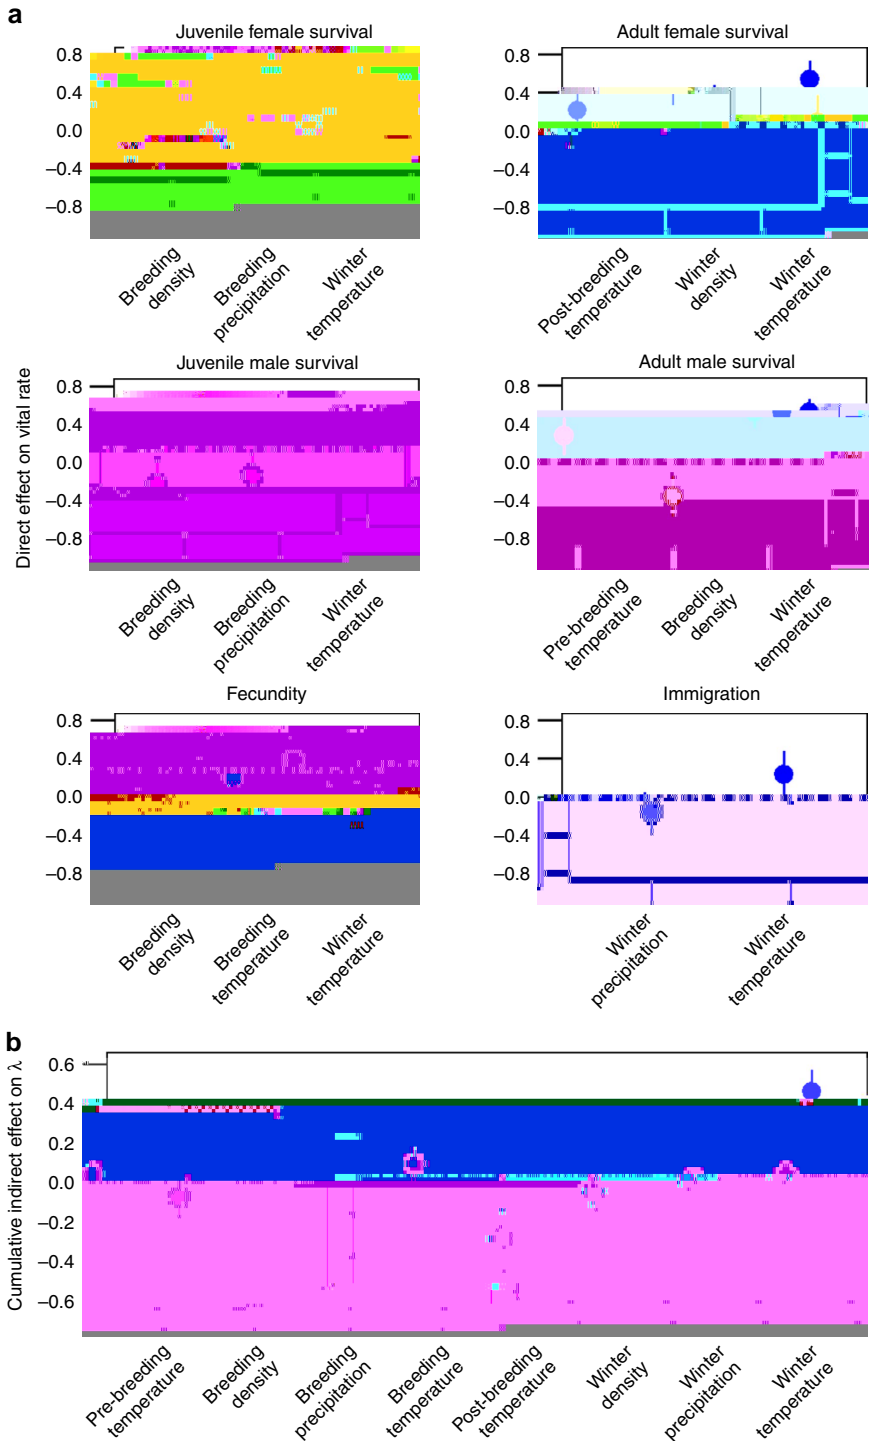 a
Juvenile female survival
Adult female survival
0.8
0.4
0.0
–0.4
–0.8
0.8
0.4
0.0
–0.4
–0.8
Breeding
density
Breeding
precipitation
Winter
temperature
Post-breeding
temperature
Winter
density
Winter
temperature
Direct effect on vital rate
Juvenile male survival
Adult male survival
0.8
0.4
0.0
–0.4
–0.8
0.8
0.4
0.0
–0.4
–0.8
Breeding
density
Breeding
precipitation
Winter
temperature
Pre-breeding
temperature
Breeding
density
Winter
temperature
Fecundity
Immigration
0.8
0.4
0.0
–0.4
–0.8
0.8
0.4
0.0
–0.4
–0.8
Breeding
density
Breeding
temperature
Winter
temperature
Winter
precipitation
Winter
temperature
b
Cumulative indirect effect on λ
0.6
0.4
0.2
0.0
–0.2
–0.4
–0.6
Pre-breeding
temperature
Breeding
density
Breeding
precipitation
Breeding
temperature
Post-breeding
temperature
Winter
density
Winter
precipitation
Winter
temperature